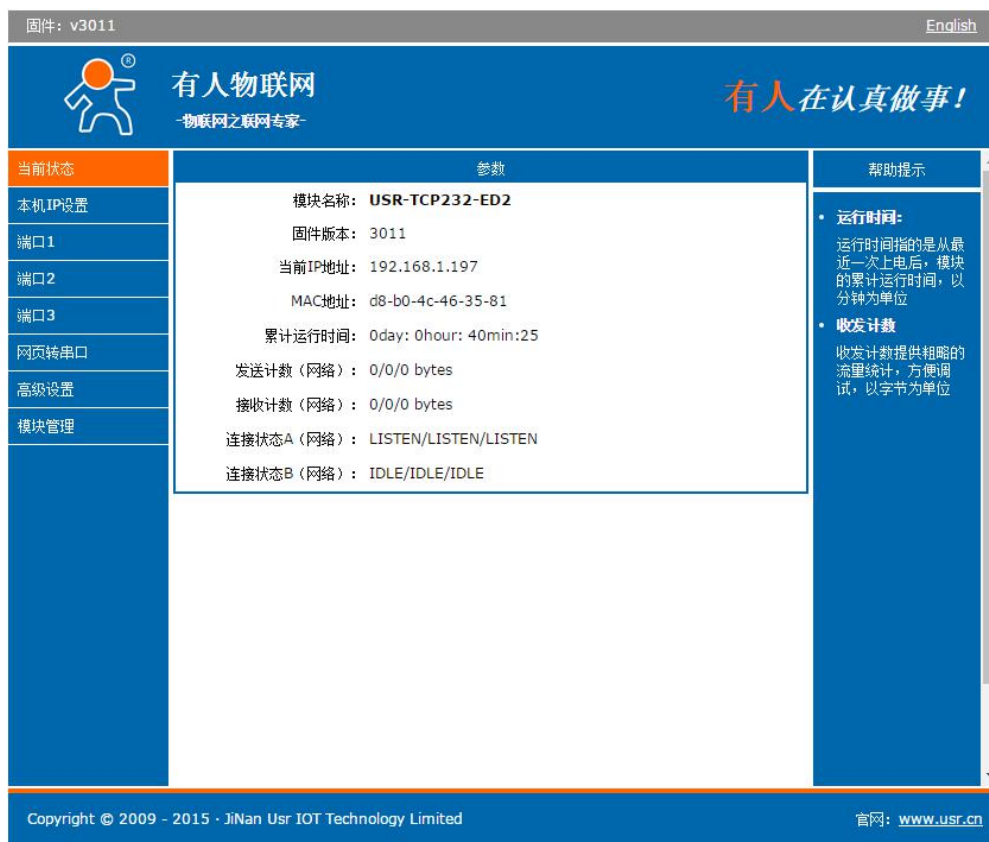 固件：v3011
English
®
有人物联网
-物联网之联网专家-
有人在认真做事！
当前状态
本机IP设置
端口1
端口2
端口3
网页转串口
高级设置
模块管理
参数
模块名称： USR-TCP232-ED2
固件版本： 3011
当前IP地址： 192.168.1.197
MAC地址： d8-b0-4c-46-35-81
累计运行时间： 0day: 0hour: 40min:25
发送计数（网络）： 0/0/0 bytes
接收计数（网络）： 0/0/0 bytes
连接状态A（网络）： LISTEN/LISTEN/LISTEN
连接状态B（网络）： IDLE/IDLE/IDLE
帮助提示
• 运行时间：
运行时间指的是从最
近一次上电后，模块
的累计运行时间，以
分钟为单位
• 收发计数
收发计数提供粗略的
流量统计，方便调
试，以字节为单位
Copyright © 2009 - 2015 · JiNan Usr IOT Technology Limited
官网：www.usr.cn